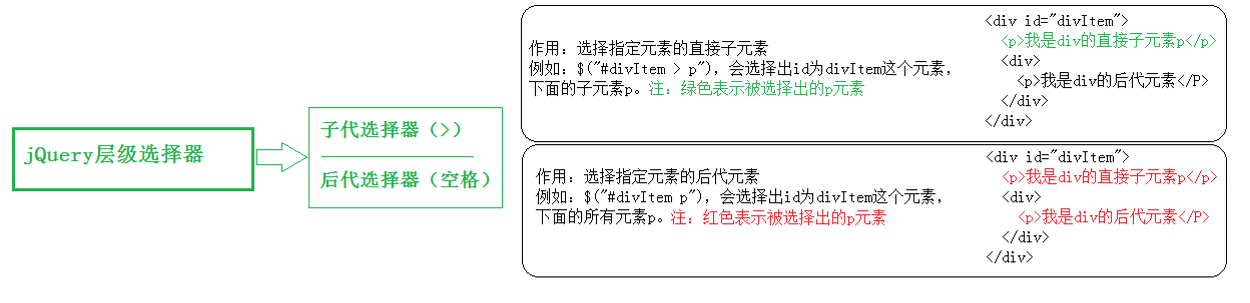 jQuery层级选择器
子代选择器（>）
后代选择器（空格）
作用：选择指定元素的直接子元素
例如：$("#divItem > p")，会选择出id为divItem这个元素，
下面的子元素p。注：绿色表示被选择出的p元素
<div id="divItem">
<p>我是div的直接子元素p</p>
<div>
<p>我是div的后代元素</P>
</div>
</div>
作用：选择指定元素的后代元素
例如：$("#divItem p")，会选择出id为divItem这个元素，
下面的所有元素p。注：红色表示被选择出的p元素
<div id="divItem">
<p>我是div的直接子元素p</p>
<div>
<p>我是div的后代元素</P>
</div>
</div>